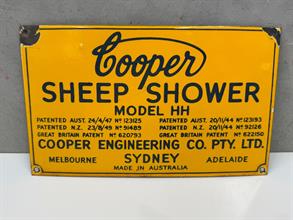 Cooper
SHEEP SHOWER
MODEL HH
PATENTED AUST. 24/4/47 Nº 123125 PATENTED AUST. 20/11/44 Nº 123193
PATENTED N.Z. 23/8/49 Nº 91489 PATENTED N.Z. 20/11/44 Nº 92126
GREAT BRITAIN PATENT Nº 620793 GREAT BRITAIN PATENT Nº 622150
COOPER ENGINEERING CO. PTY. LTD.
MELBOURNE SYDNEY ADELAIDE
MADE IN AUSTRALIA